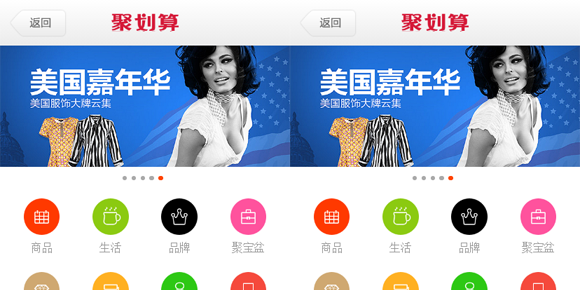 返回
聚划算
美国嘉年华
美国服饰大牌云集
商品
生活
品牌
聚宝盆
返回
聚划算
美国嘉年华
美国服饰大牌云集
商品
生活
品牌
聚宝盆